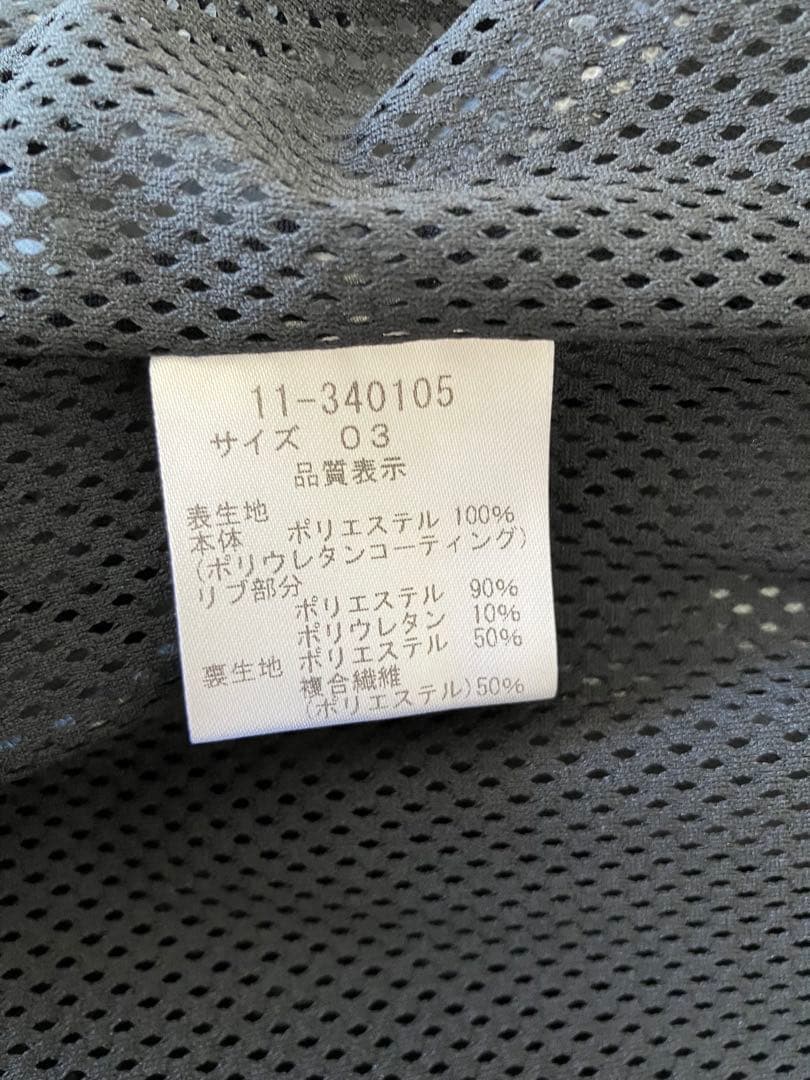 11-340105
サイズ 03
品質表示
表生地
本体 ポリエステル 100%
(ポリウレタンコーティング)
リブ部分
ポリエステル 90%
ポリウレタン 10%
裏生地 ポリエステル 50%
複合繊維
(ポリエステル)50%